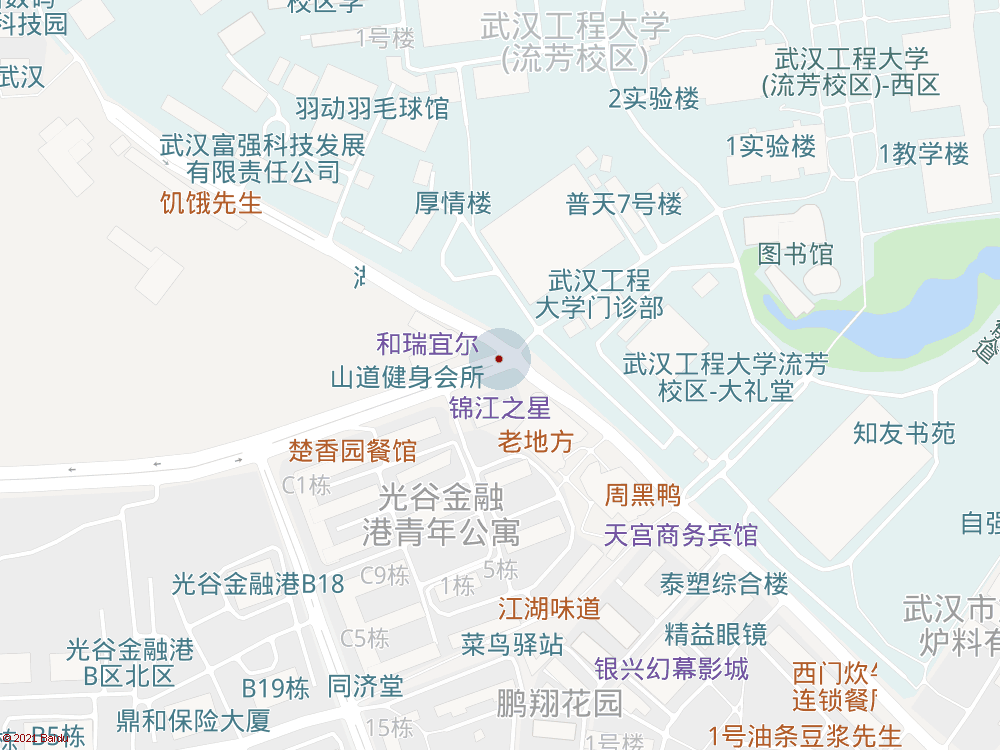 校区学
科技园
1号楼
武汉工程大学
(流芳校区)
武汉工程大学
(流芳校区)-西区
武汉
2实验楼
羽动羽毛球馆
武汉富强科技发展
有限责任公司
1实验楼
1教学楼
饥饿先生
厚情楼
普天7号楼
图书馆
武汉工程
大学门诊部
和瑞宜尔
山道健身会所
武汉工程大学流芳
校区-大礼堂
道
锦江之星
楚香园餐馆
老地方
知友书苑
C1栋
光谷金融
港青年公寓
周黑鸭
天宫商务宾馆
自强
C9栋
5栋
1栋
光谷金融港B18
泰塑综合楼
江湖味道
武汉市
炉料有
C5栋
菜鸟驿站
精益眼镜
光谷金融港
B区北区
银兴幻幕影城
西门炊
连锁餐
B19栋
同济堂
鹏翔花园
鼎和保险大厦
15栋
B5栋
1号楼
1号油条豆浆先生
© 2021 Baidu